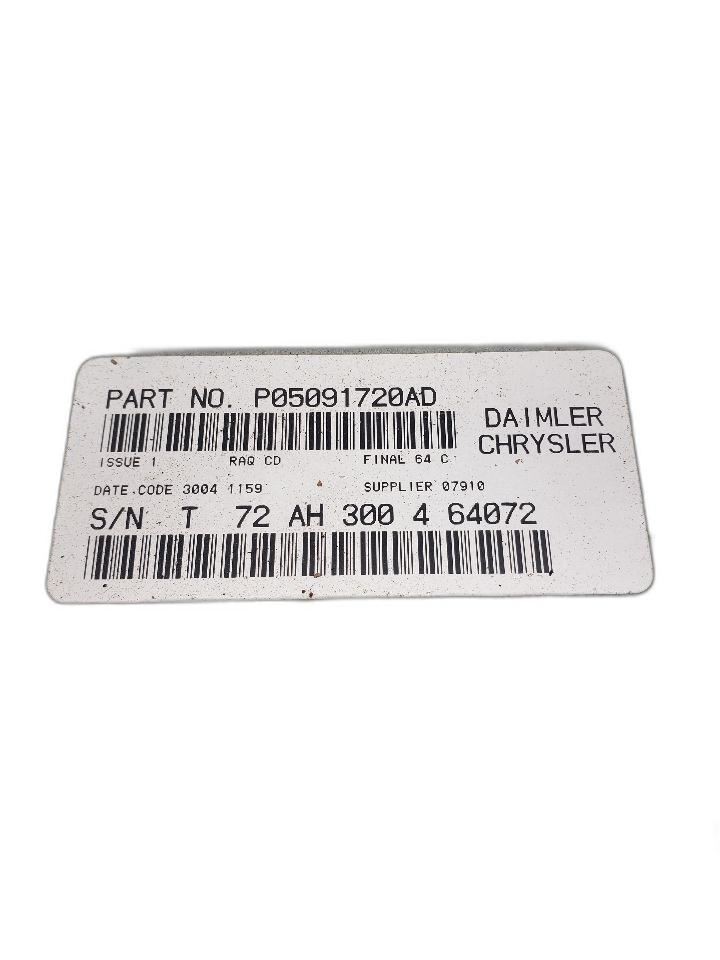 PART NO. P05091720AD
DAIMLER
CHRYSLER
ISSUE 1 RAQ CD FINAL 64 C
DATE CODE 3004 1159 SUPPLIER 07910
S/N T 72 AH 300 4 64072